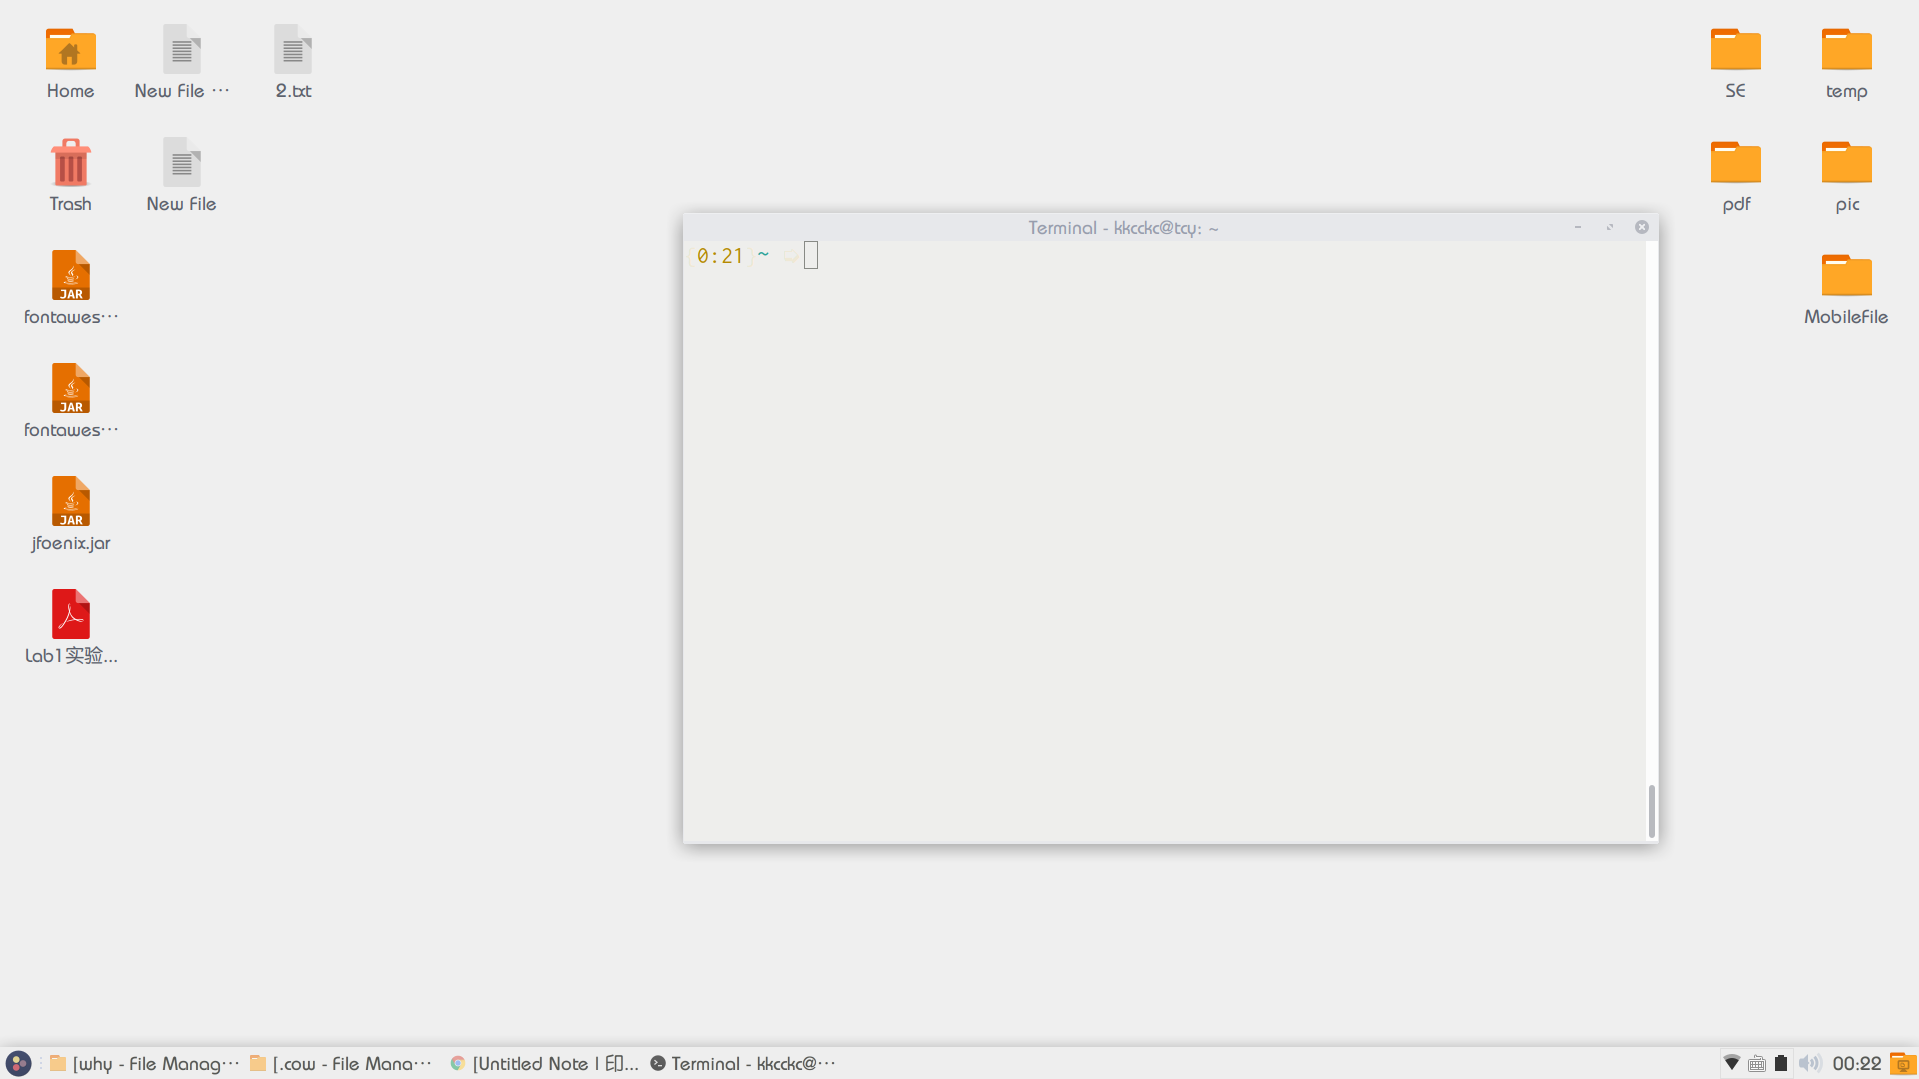 Home
New File ···
2.txt
SE
temp
Trash
New File
pdf
pic
Terminal - kkcckc@tcy: ~
[0:21]~
JAR
fontawes···
MobileFile
JAR
fontawes···
JAR
jfoenix.jar
Lab1实验...
[why - File Manag···
[.cow - File Mana···
[Untitled Note | 印...
Terminal - kkcckc@···
00:22